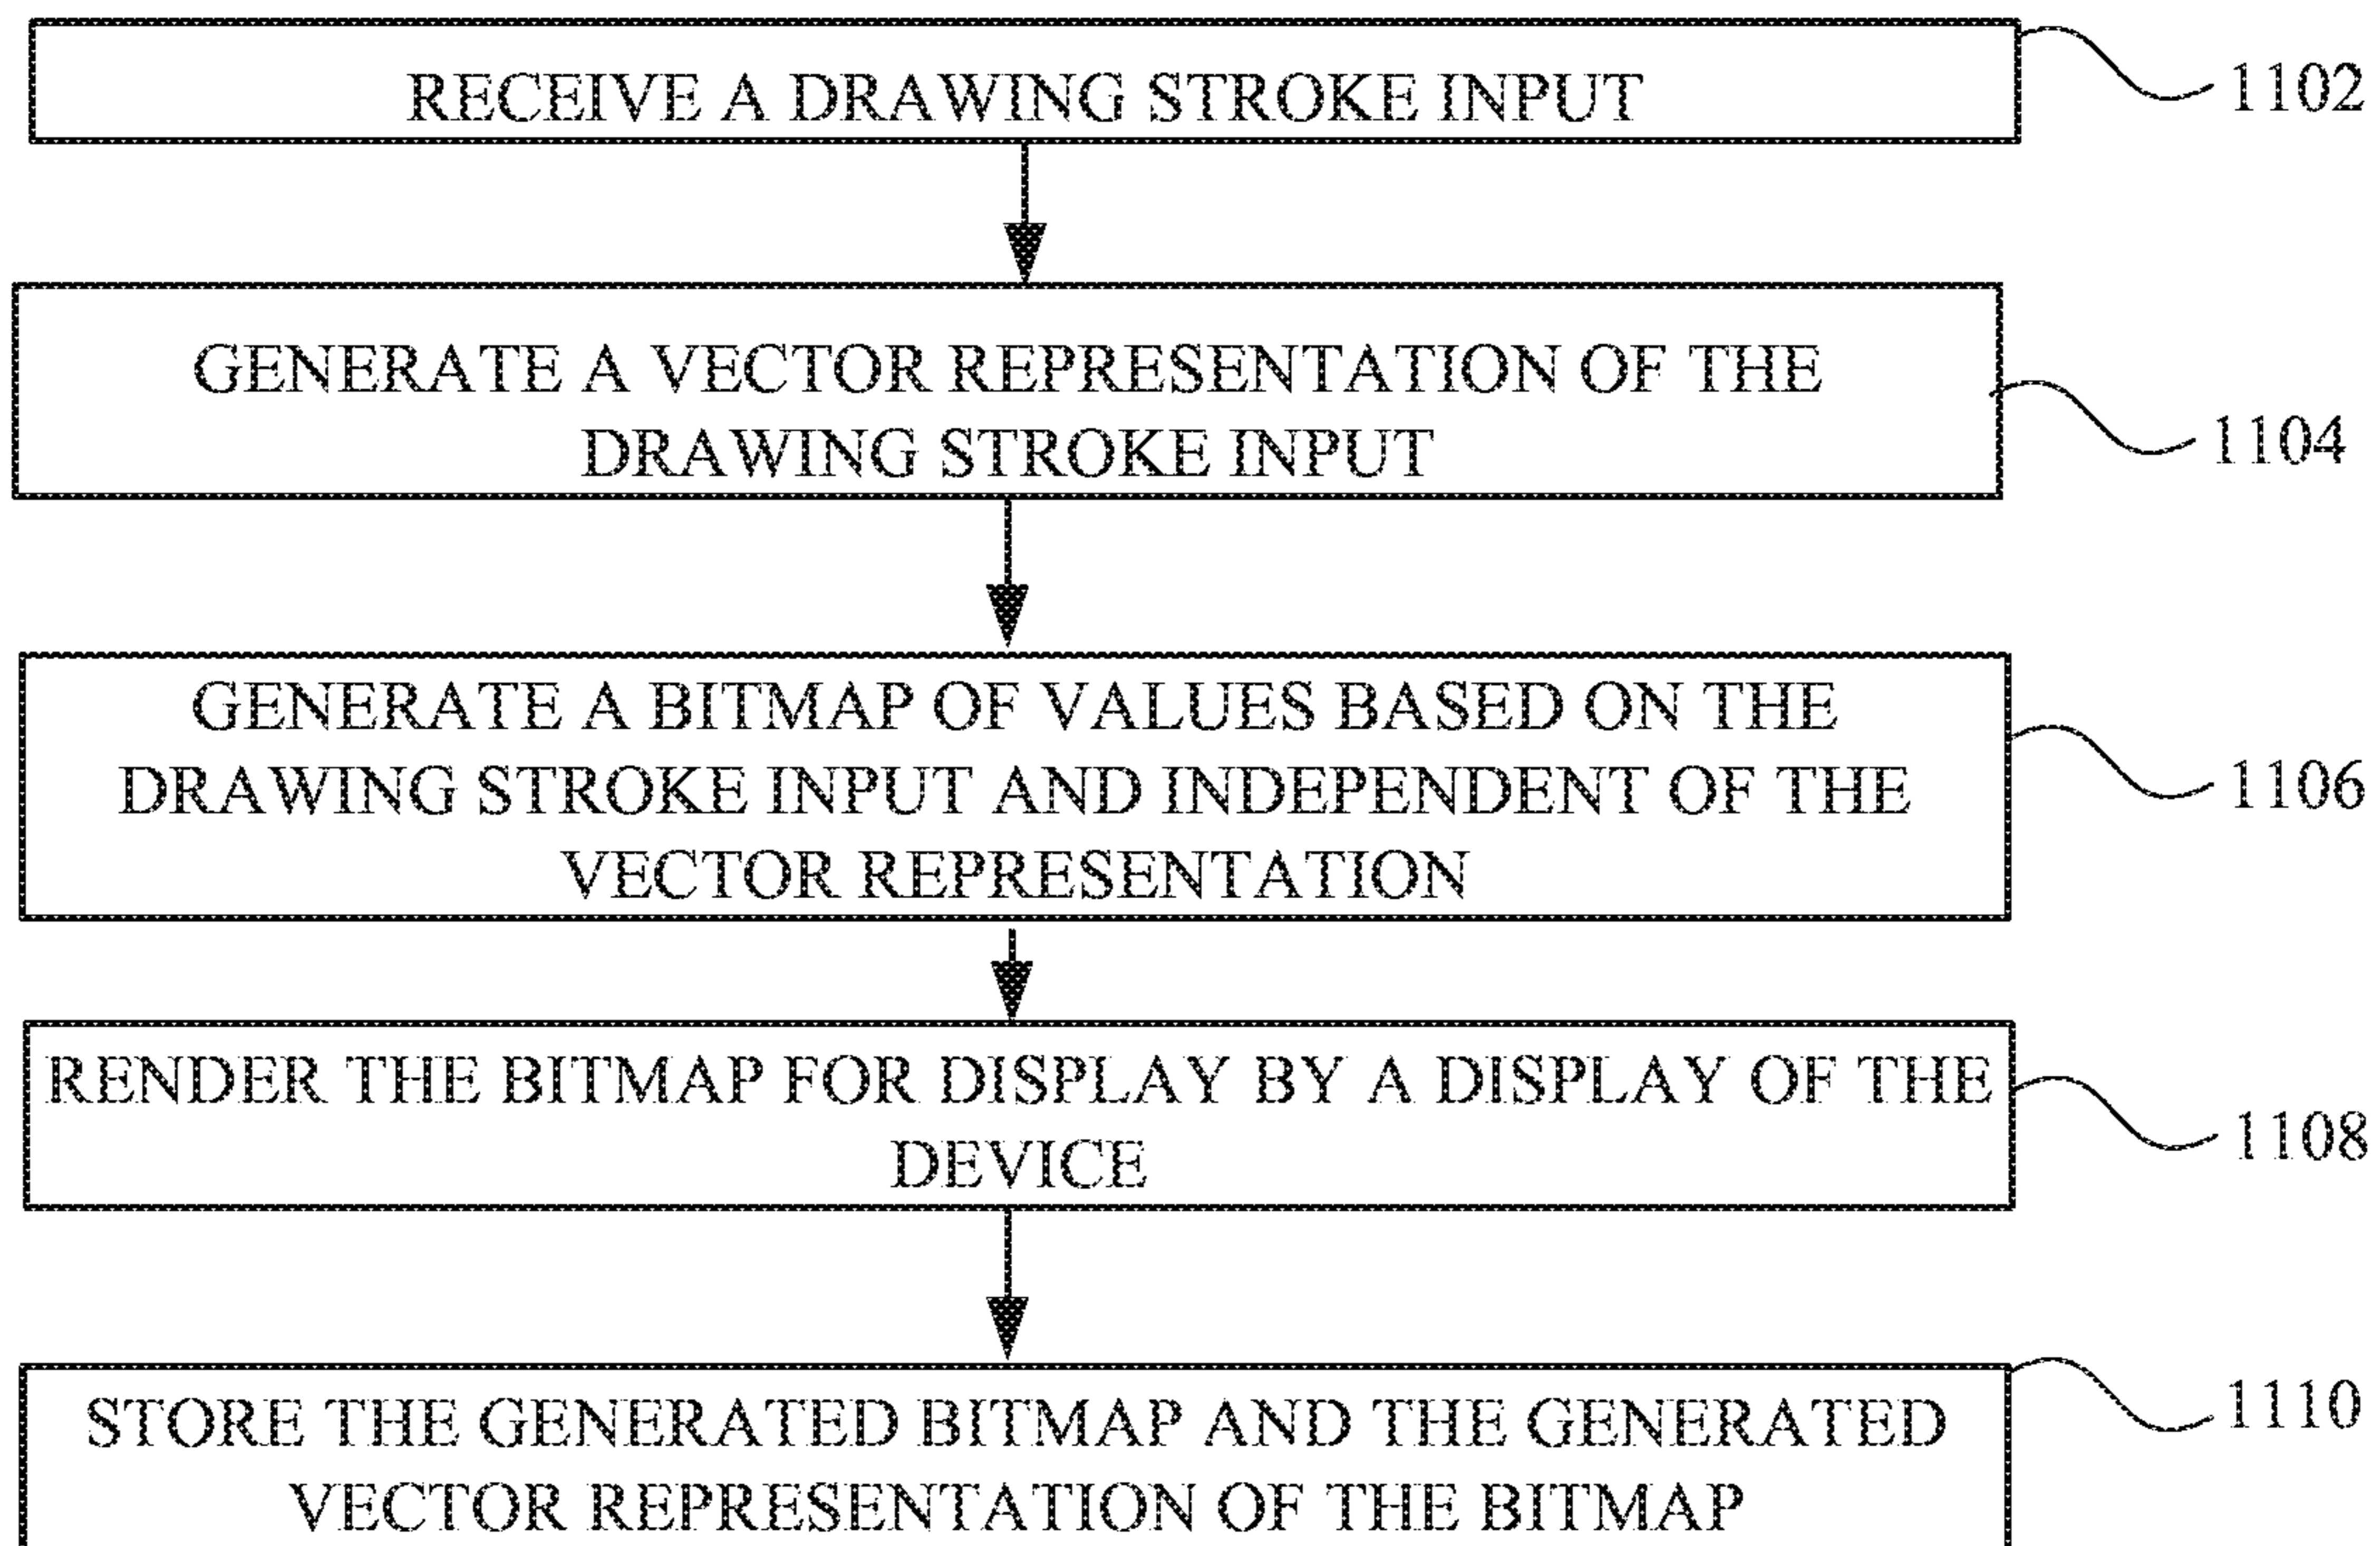 RECEIVE A DRAWING STROKE INPUT
1102
GENERATE A VECTOR REPRESENTATION OF THE
DRAWING STROKE INPUT
1104
GENERATE A BITMAP OF VALUES BASED ON THE
DRAWING STROKE INPUT AND INDEPENDENT OF THE
VECTOR REPRESENTATION
1106
RENDER THE BITMAP FOR DISPLAY BY A DISPLAY OF THE
DEVICE
1108
STORE THE GENERATED BITMAP AND THE GENERATED
VECTOR REPRESENTATION OF THE BITMAP
1110